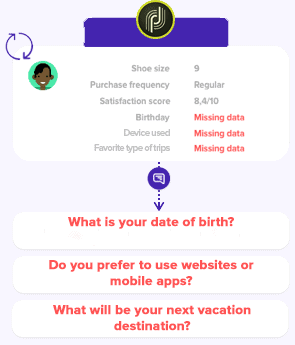 Shoe size 9
Purchase frequency Regular
Satisfaction score 8,4/10
Birthday Missing data
Device used Missing data
Favorite type of trips Missing data
What is your date of birth?
Do you prefer to use websites or
mobile apps?
What will be your next vacation
destination?